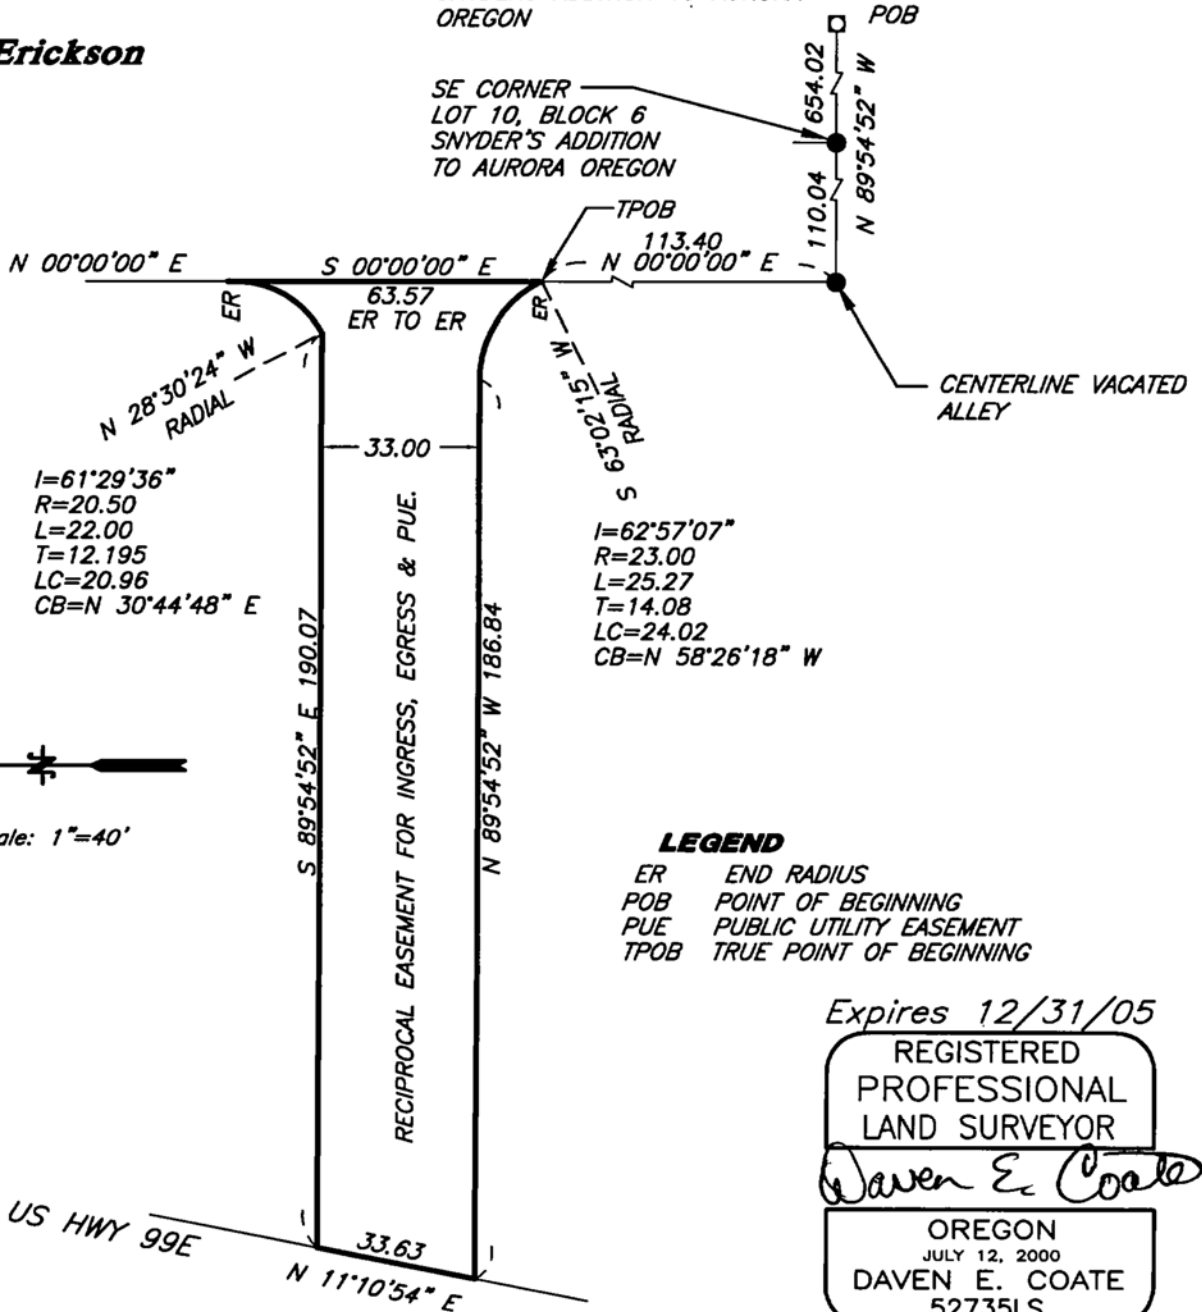 OREGON
POB
Erickson
SE CORNER
LOT 10, BLOCK 6
SNYDER'S ADDITION
TO AURORA OREGON
654.02
N 89°54'52" W
110.04
TPOB
113.40
N 00°00'00" E
N 00°00'00" E
S 00°00'00" E
63.57
ER TO ER
ER
ER
CENTERLINE VACATED
ALLEY
N 28°30'24" W
RADIAL
S 63°02'15" W
RADIAL
33.00
I=61°29'36"
R=20.50
L=22.00
T=12.195
LC=20.96
CB=N 30°44'48" E
I=62°57'07"
R=23.00
L=25.27
T=14.08
LC=24.02
CB=N 58°26'18" W
S 89°54'52" E 190.07
RECIPROCAL EASEMENT FOR INGRESS, EGRESS & PUE.
N 89°54'52" W 186.84
N
ale: 1"=40'
LEGEND
ER END RADIUS
POB POINT OF BEGINNING
PUE PUBLIC UTILITY EASEMENT
TPOB TRUE POINT OF BEGINNING
Expires 12/31/05
REGISTERED
PROFESSIONAL
LAND SURVEYOR
Daven E. Coate
OREGON
JULY 12, 2000
DAVEN E. COATE
52735LS
US HWY 99E
33.63
N 11°10'54" E